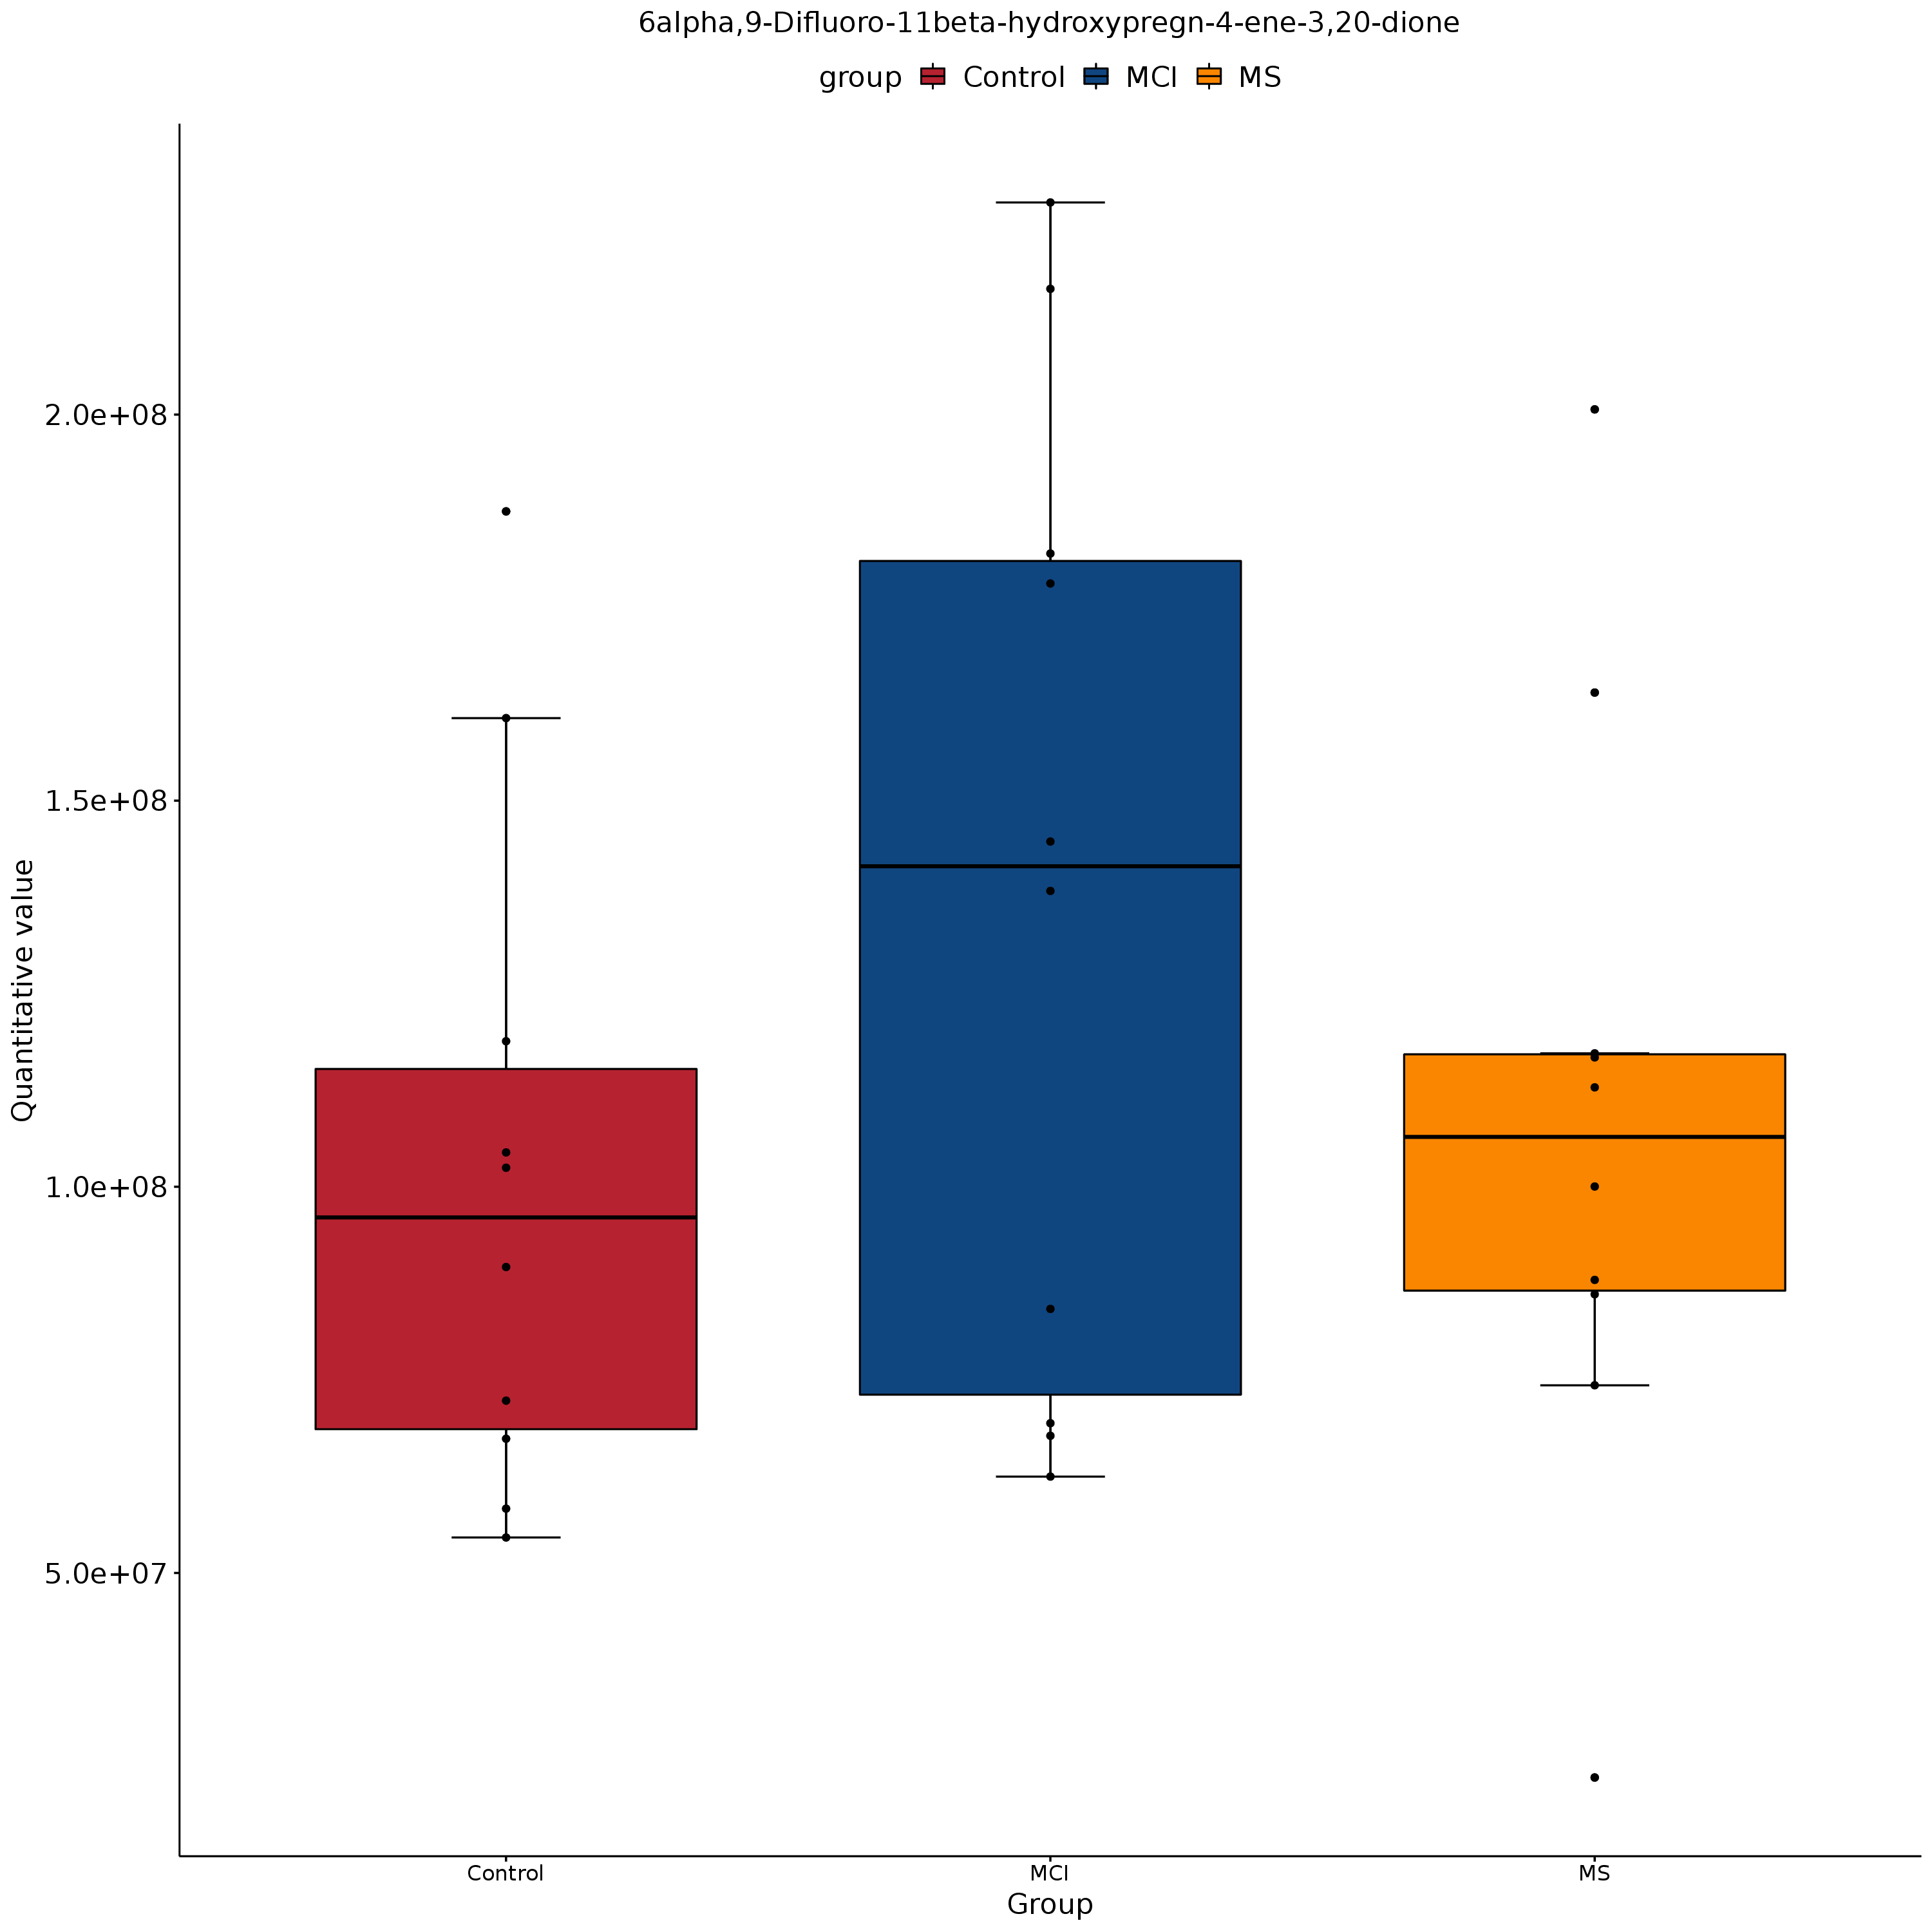 6alpha,9-Difluoro-11beta-hydroxypregn-4-ene-3,20-dione
group Control MCI MS
Quantitative value
2.0e+08
1.5e+08
1.0e+08
5.0e+07
Control MCI MS
Group